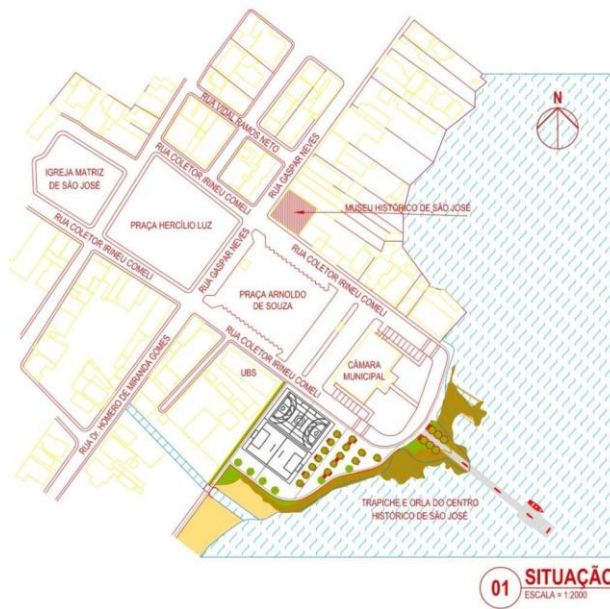 N
RUA VIDAL RAMOS NETO
RUA GASPAR NEVES
RUA COLETOR IRINEU COMELI
IGREJA MATRIZ
DE SÃO JOSÉ
MUSEU HISTÓRICO DE SÃO JOSÉ
PRAÇA HERCÍLIO LUZ
RUA COLETOR IRINEU COMELI
RUA GASPAR NEVES
RUA COLETOR IRINEU COMELI
PRAÇA ARNOLDO
DE SOUZA
RUA COLETOR IRINEU COMELI
CÂMARA
MUNICIPAL
UBS
RUA Dr. HOMERO DE MIRANDA GOMES
TRAPICHE E ORLA DO CENTRO
HISTÓRICO DE SÃO JOSÉ
01
SITUAÇÃO
ESCALA = 1:2000